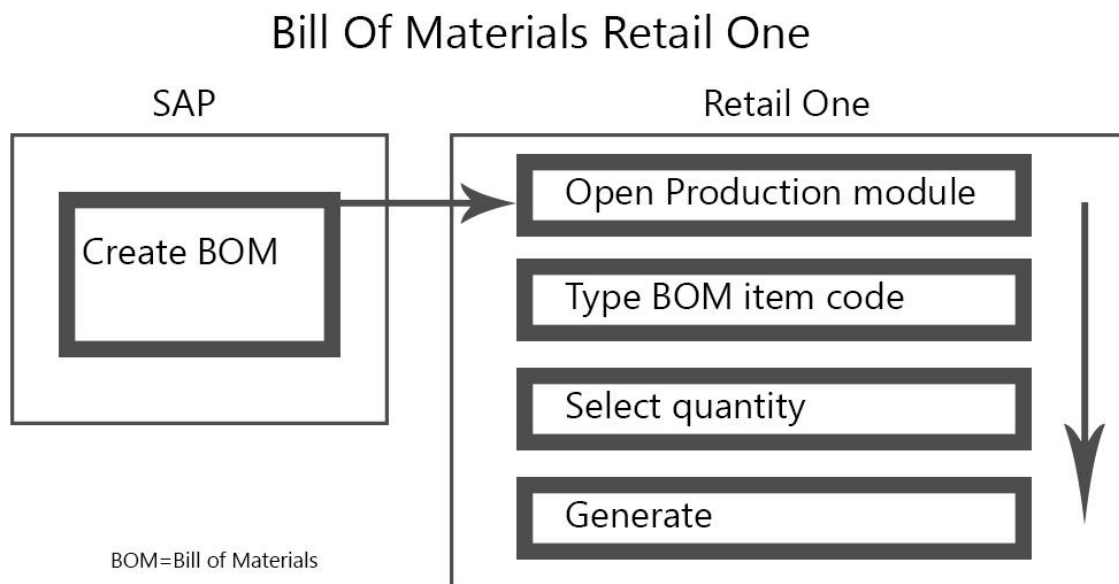 Bill Of Materials Retail One
SAP
Retail One
Create BOM
Open Production module
Type BOM item code
Select quantity
Generate
BOM=Bill of Materials